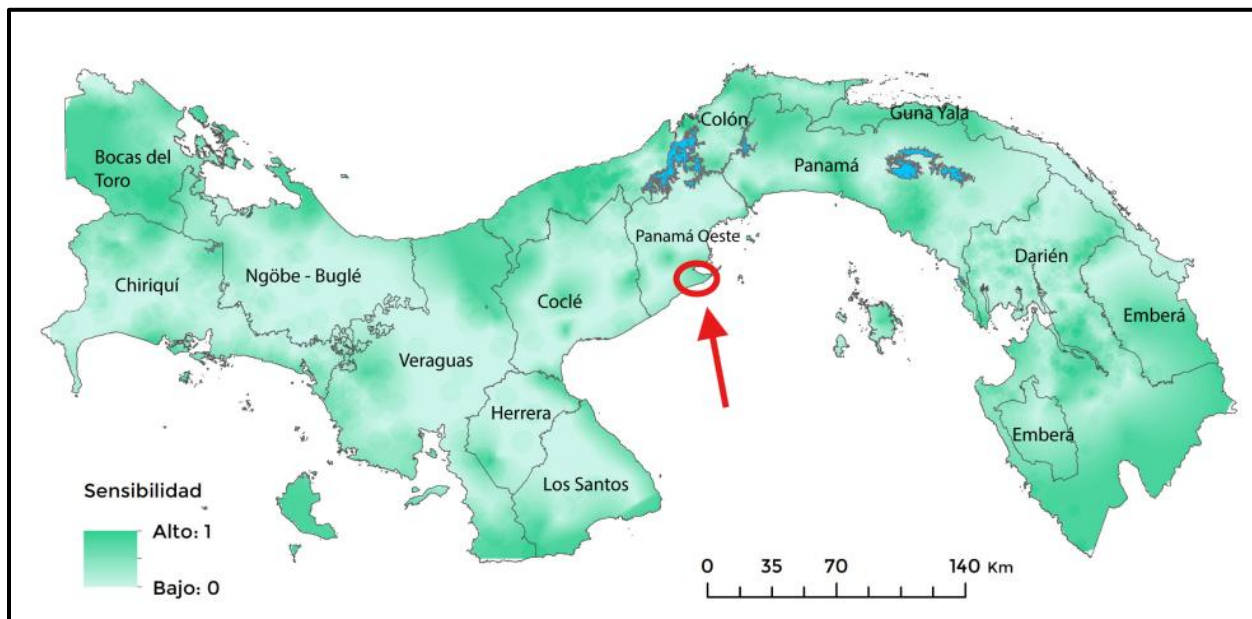 Colón
Guna Yala
Bocas del
Toro
Panamá
Panamá Oeste
Darién
Chiriquí
Ngöbe - Buglé
Coclé
Emberá
Veraguas
Herrera
Emberá
Los Santos
Sensibilidad
Alto: 1
Bajo: 0
0 35 70 140 Km